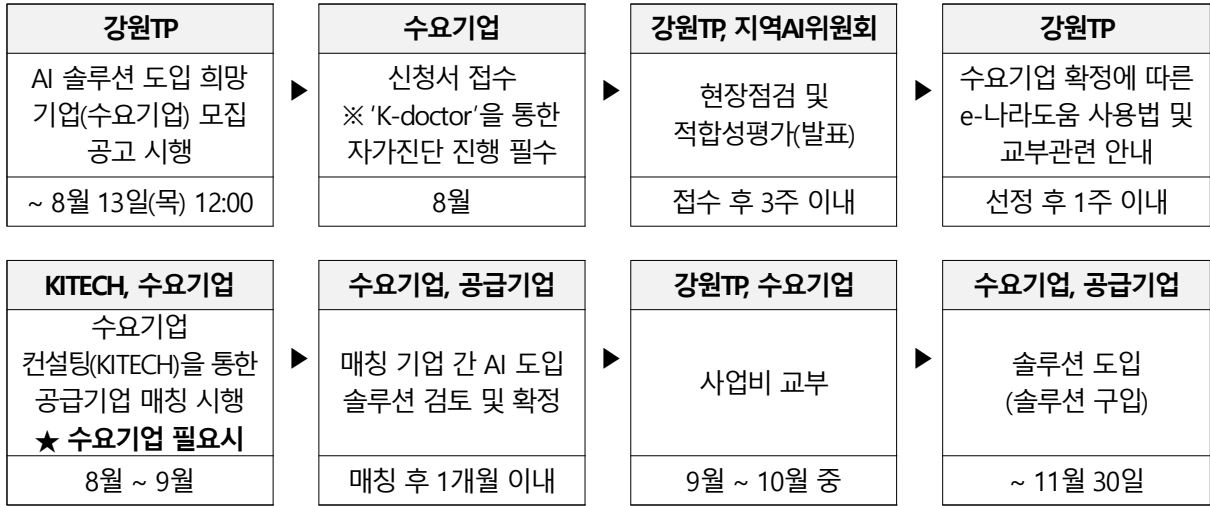 강원TP
AI 솔루션 도입 희망
기업(수요기업) 모집
공고 시행
~ 8월 13일(목) 12:00
▶
수요기업
신청서 접수
※ ‘K-doctor’을 통한
자가진단 진행 필수
8월
▶
강원TP, 지역AI위원회
현장점검 및
적합성평가(발표)
접수 후 3주 이내
▶
강원TP
수요기업 확정에 따른
e-나라도움 사용법 및
교부관련 안내
선정 후 1주 이내
KITECH, 수요기업
수요기업
컨설팅(KITECH)을 통한
공급기업 매칭 시행
★ 수요기업 필요시
8월 ~ 9월
▶
수요기업, 공급기업
매칭 기업 간 AI 도입
솔루션 검토 및 확정
매칭 후 1개월 이내
▶
강원TP, 수요기업
사업비 교부
9월 ~ 10월 중
▶
수요기업, 공급기업
솔루션 도입
(솔루션 구입)
~ 11월 30일